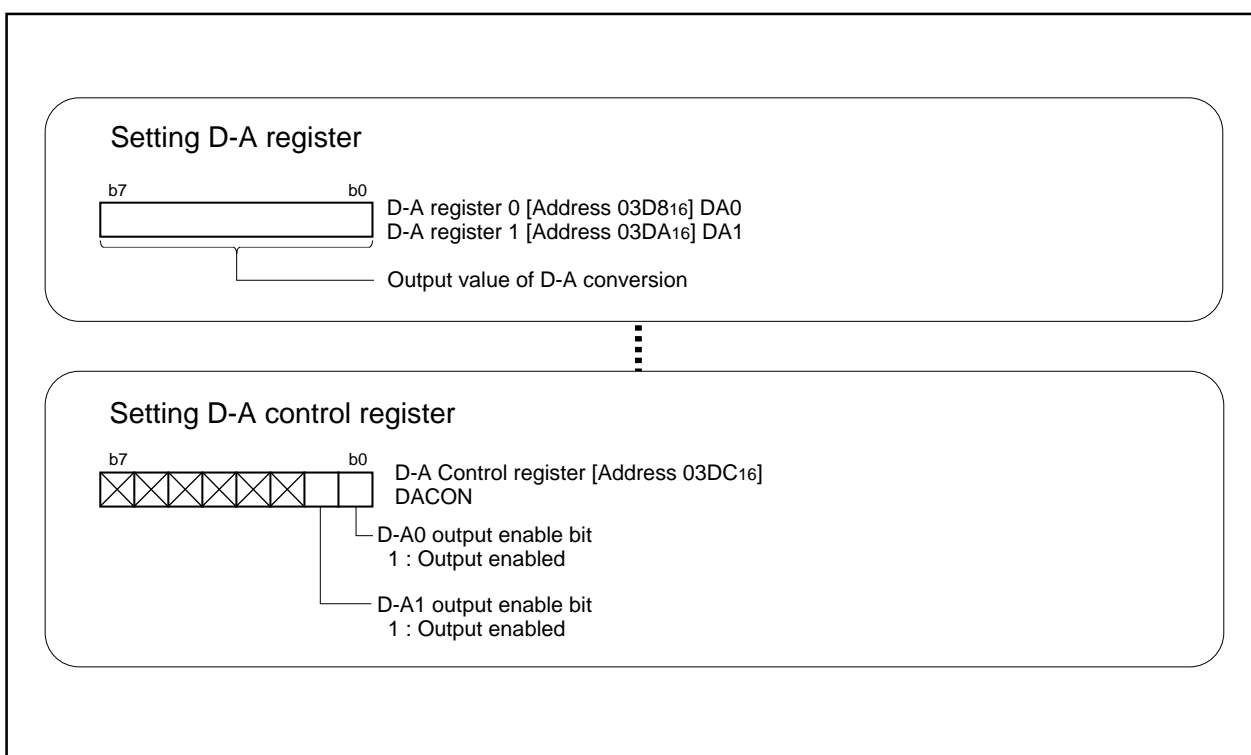 Setting D-A register
b7 b0
D-A register 0 [Address 03D816] DA0
D-A register 1 [Address 03DA16] DA1
Output value of D-A conversion
Setting D-A control register
b7 b0
D-A Control register [Address 03DC16]
DACON
D-A0 output enable bit
1 : Output enabled
D-A1 output enable bit
1 : Output enabled